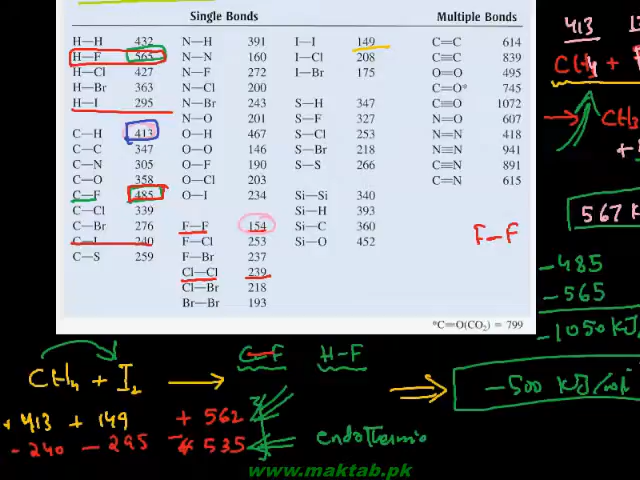 Single Bonds Multiple Bonds
H—H 432 N—H 391 I—I 149 C=C 614
H—F 565 N—N 160 I—Cl 208 C≡C 839
H—Cl 427 N—F 272 I—Br 175 O=O 495
H—Br 363 N—Cl 200 C=O* 745
H—I 295 N—Br 243 S—H 347 C≡O 1072
N—O 201 S—F 327 N=O 607
C—H 413 O—H 467 S—Cl 253 N=N 418
C—C 347 O—O 146 S—Br 218 N≡N 941
C—N 305 O—F 190 S—S 266 C≡N 891
C—O 358 O—Cl 203 C=N 615
C—F 485 O—I 234 Si—Si 340
C—Cl 339 Si—H 393
C—Br 276 F—F 154 Si—C 360
C—I 240 F—Cl 253 Si—O 452
C—S 259 F—Br 237
Cl—Cl 239
Cl—Br 218
Br—Br 193
*C=O(CO₂) = 799
413
CH4 +
CH3
567 K
F-F
-485
-565
-1050 KJ/
-500 KJ/mol
C-F H-F
CH4 + I2
+413 + 149 + 562
-240 - 295 - 535
endothermic
www.maktab.pk